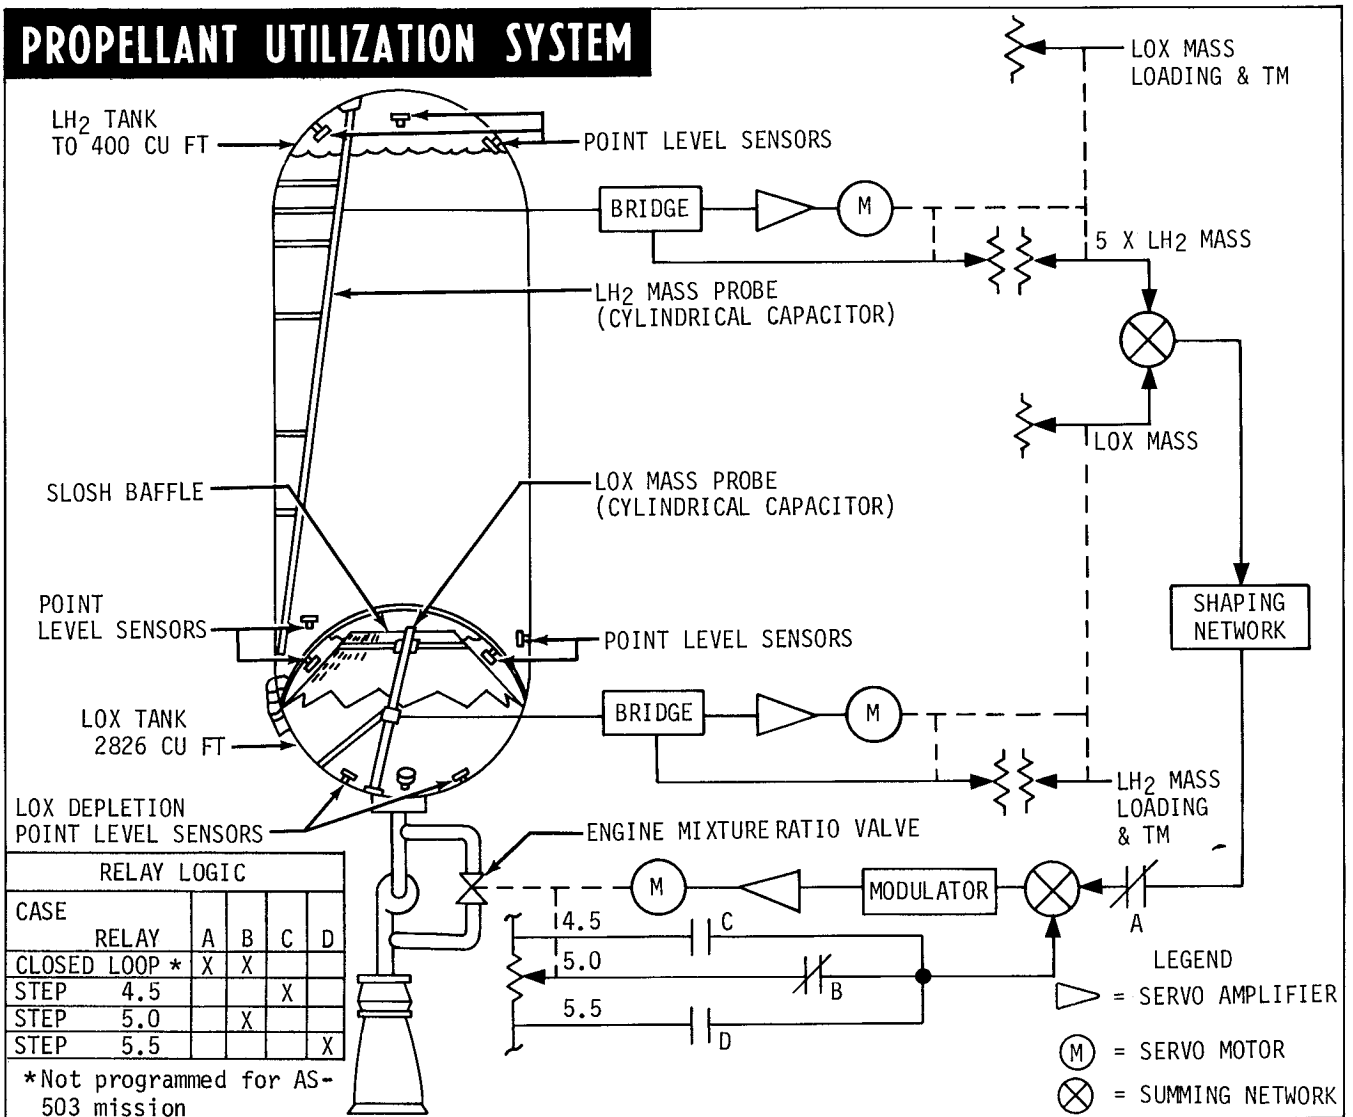 PROPELLANT UTILIZATION SYSTEM
LOX MASS
LOADING & TM
LH2 TANK
TO 400 CU FT
POINT LEVEL SENSORS
BRIDGE
M
5 X LH2 MASS
LH2 MASS PROBE
(CYLINDRICAL CAPACITOR)
LOX MASS
SLOSH BAFFLE
LOX MASS PROBE
(CYLINDRICAL CAPACITOR)
SHAPING
NETWORK
POINT
LEVEL SENSORS
POINT LEVEL SENSORS
LOX TANK
2826 CU FT
BRIDGE
M
LH2 MASS
LOADING
& TM
LOX DEPLETION
POINT LEVEL SENSORS
ENGINE MIXTURE RATIO VALVE
M
MODULATOR
A
4.5
C
5.0
B
5.5
D
RELAY LOGIC
CASE
RELAY A B C D
CLOSED LOOP * X X
STEP 4.5 X
STEP 5.0 X
STEP 5.5 X
*Not programmed for AS-
503 mission
LEGEND
= SERVO AMPLIFIER
M = SERVO MOTOR
= SUMMING NETWORK